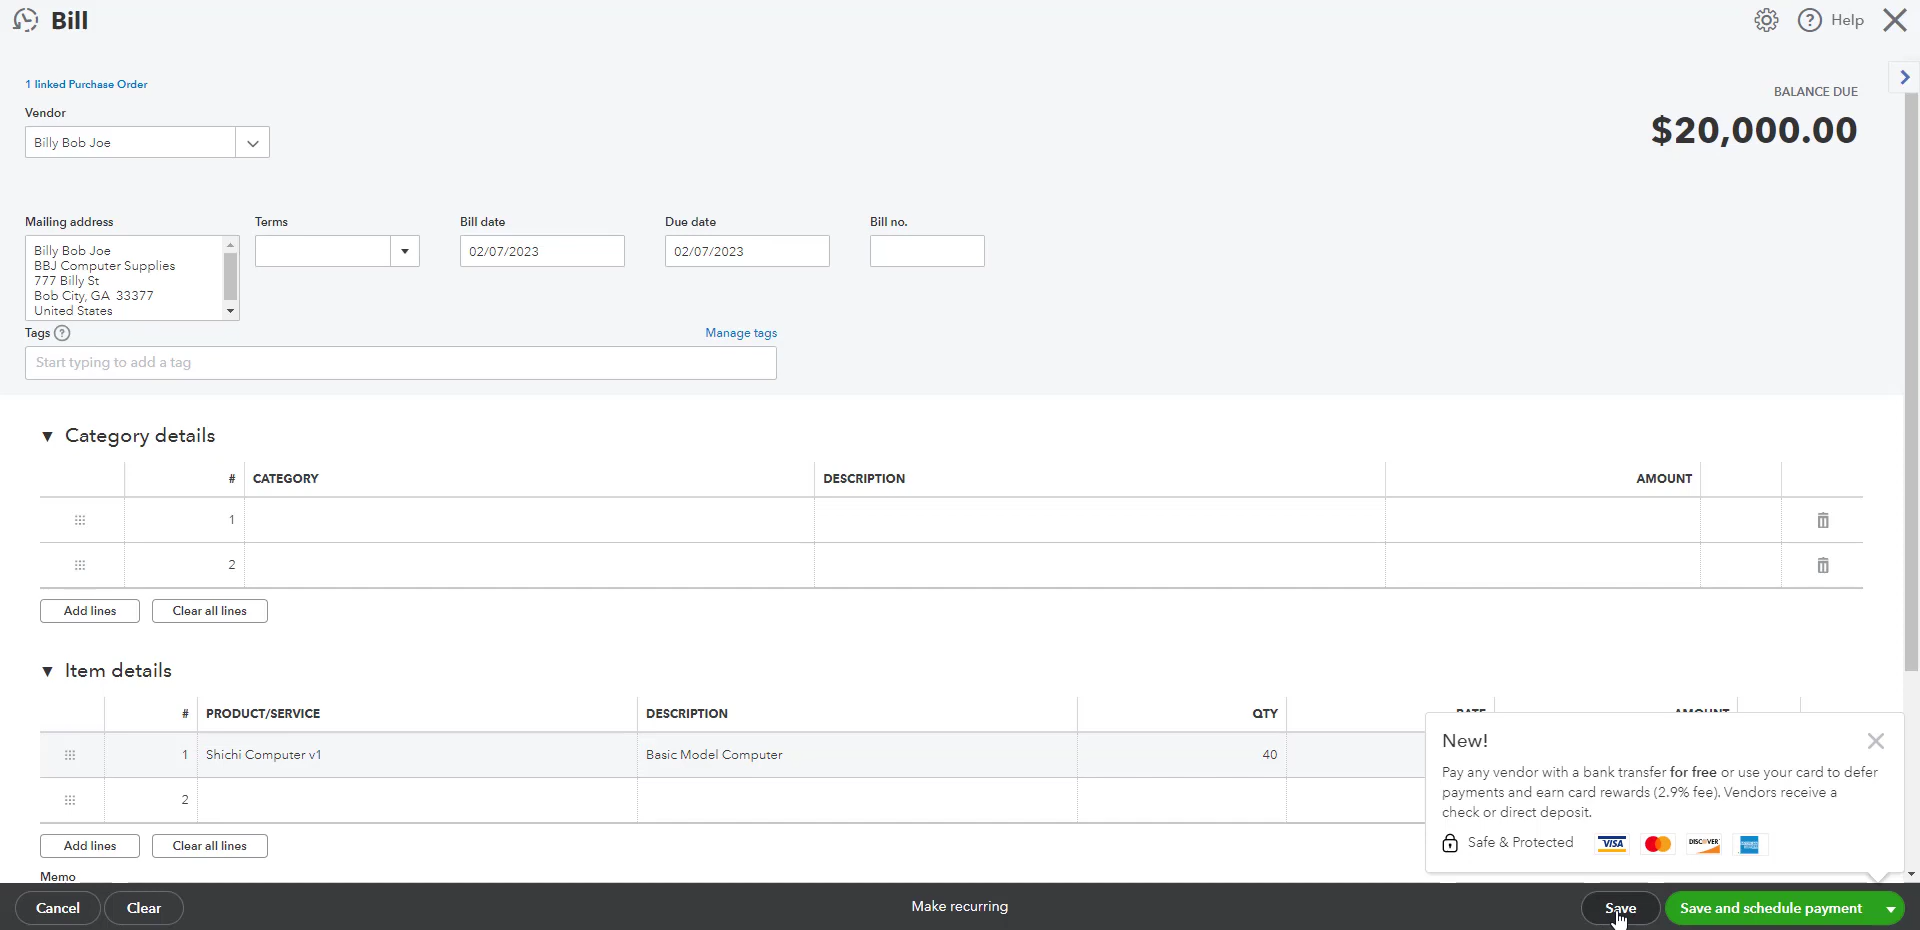 Bill
Help
1 linked Purchase Order
BALANCE DUE
$20,000.00
Vendor
Billy Bob Joe
Mailing address
Terms
Bill date
Due date
Bill no.
Billy Bob Joe
BBJ Computer Supplies
777 Billy St
Bob City, GA 33377
United States
02/07/2023
02/07/2023
Tags
Manage tags
Start typing to add a tag
Category details
# CATEGORY DESCRIPTION AMOUNT
1
2
Add lines
Clear all lines
Item details
# PRODUCT/SERVICE DESCRIPTION QTY RATE AMOUNT
1 Shichi Computer v1 Basic Model Computer 40
2
Add lines
Clear all lines
Memo
New!
Pay any vendor with a bank transfer for free or use your card to defer
payments and earn card rewards (2.9% fee). Vendors receive a
check or direct deposit.
Safe & Protected
VISA
DISCOVER
Cancel
Clear
Make recurring
Save
Save and schedule payment